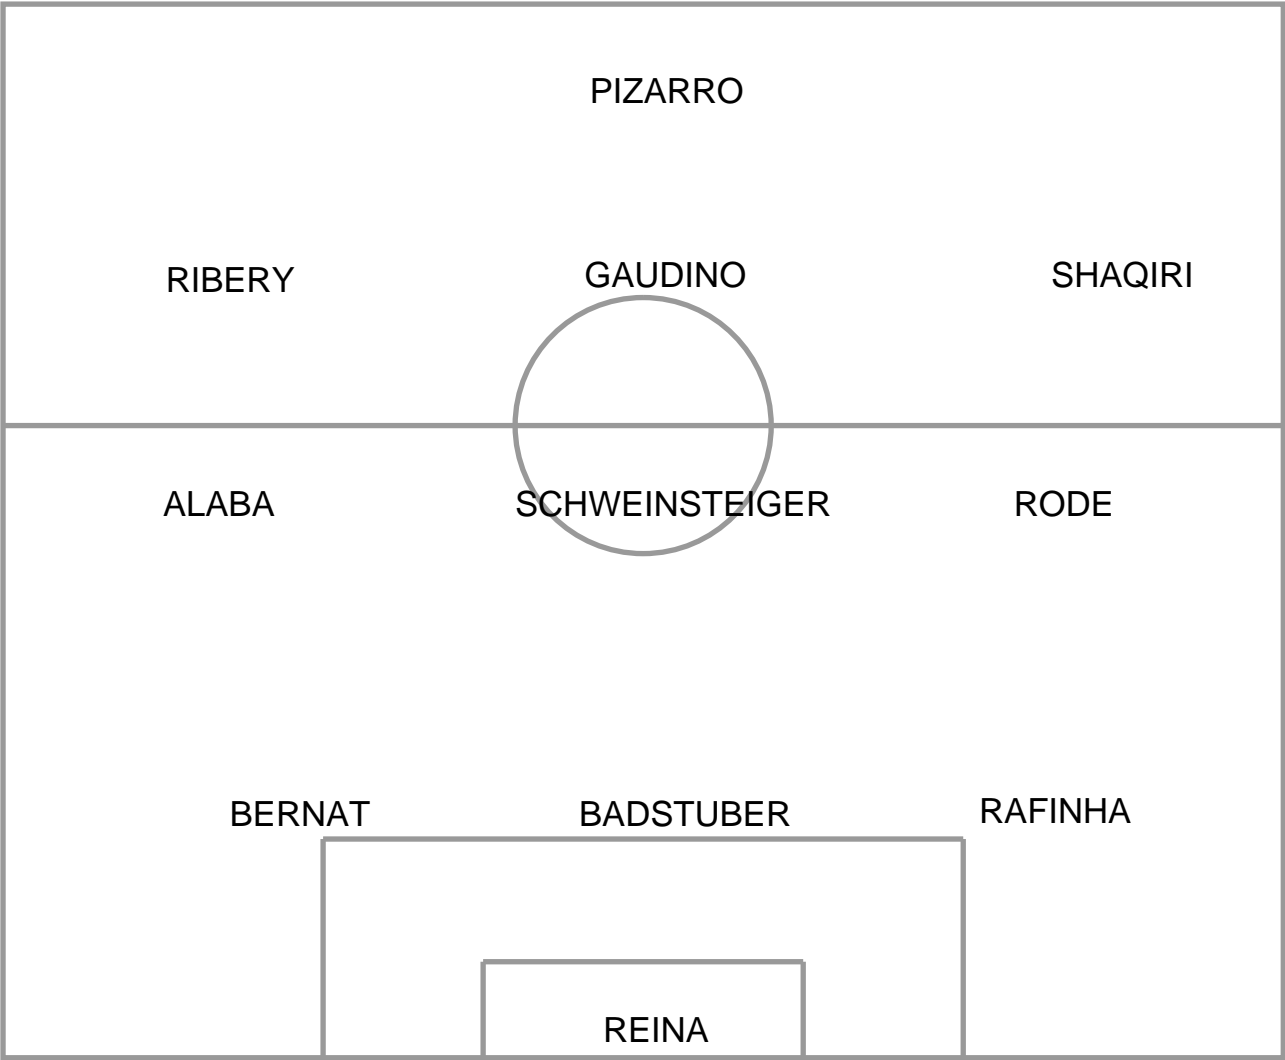 PIZARRO
RIBERY GAUDINO SHAQIRI
ALABA SCHWEINSTEIGER RODE
BERNAT BADSTUBER RAFINHA
REINA